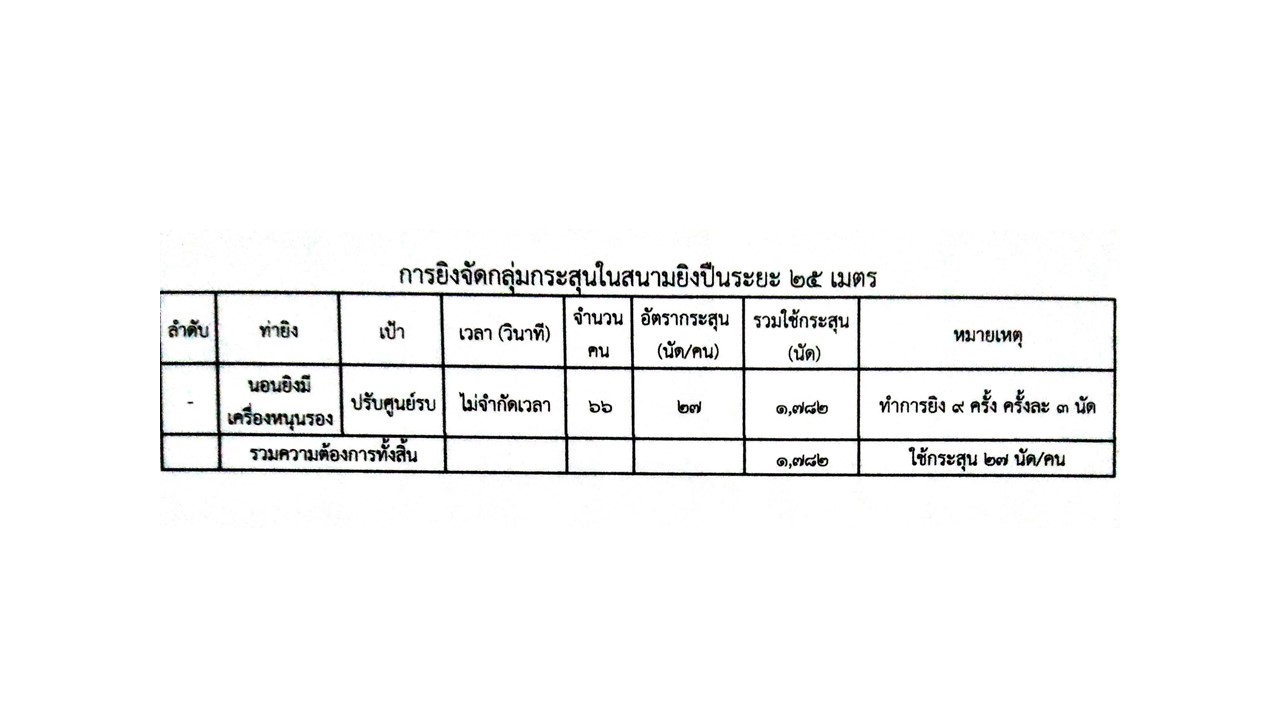 การยิงจัดกลุ่มกระสุนในสนามยิงปืนระยะ ๒๕ เมตร
ลำดับ ท่ายิง เป้า เวลา (วินาที) จำนวน อัตรากระสุน รวมใช้กระสุน หมายเหตุ
คน (นัด/คน) (นัด)
- นอนยิงมี ปรับศูนย์รบ ไม่จำกัดเวลา ๖๖ ๒๗ ๑,๗๘๒ ทำการยิง ๙ ครั้ง ครั้งละ ๓ นัด
เครื่องหนุนรอง
รวมความต้องการทั้งสิ้น ๑,๗๘๒ ใช้กระสุน ๒๗ นัด/คน